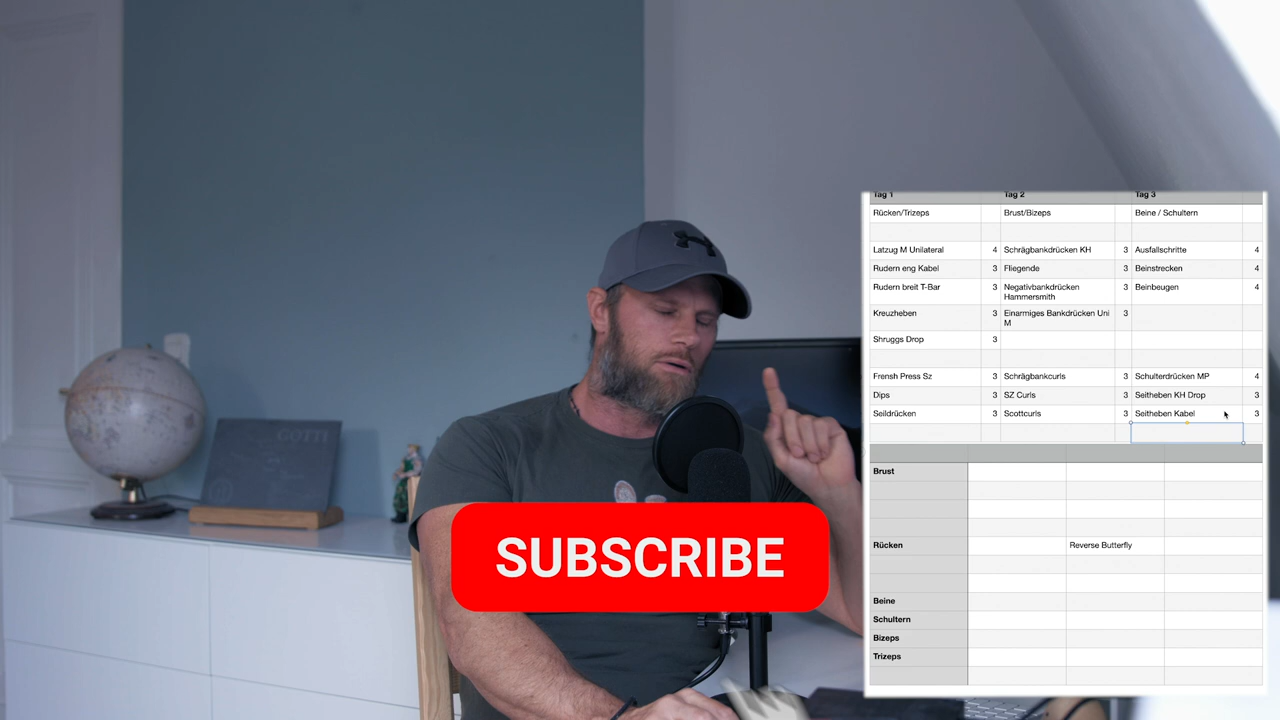 GOTTI
SUBSCRIBE
Tag 1 Tag 2 Tag 3
Rücken/Trizeps Brust/Bizeps Beine / Schultern
Latzug M Unilateral 4 Schrägbankdrücken KH 3 Ausfallschritte 4
Rudern eng Kabel 3 Fliegende 3 Beinstrecken 4
Rudern breit T-Bar 3 Negativbankdrücken Hammersmith 3 Beinbeugen 4
Kreuzheben 3 Einarmiges Bankdrücken Uni M 3
Shruggs Drop 3
Frensh Press Sz 3 Schrägbankcurls 3 Schulterdrücken MP 4
Dips 3 SZ Curls 3 Seitheben KH Drop 3
Seildrücken 3 Scottcurls 3 Seitheben Kabel 3
Brust
Rücken Reverse Butterfly
Beine
Schultern
Bizeps
Trizeps